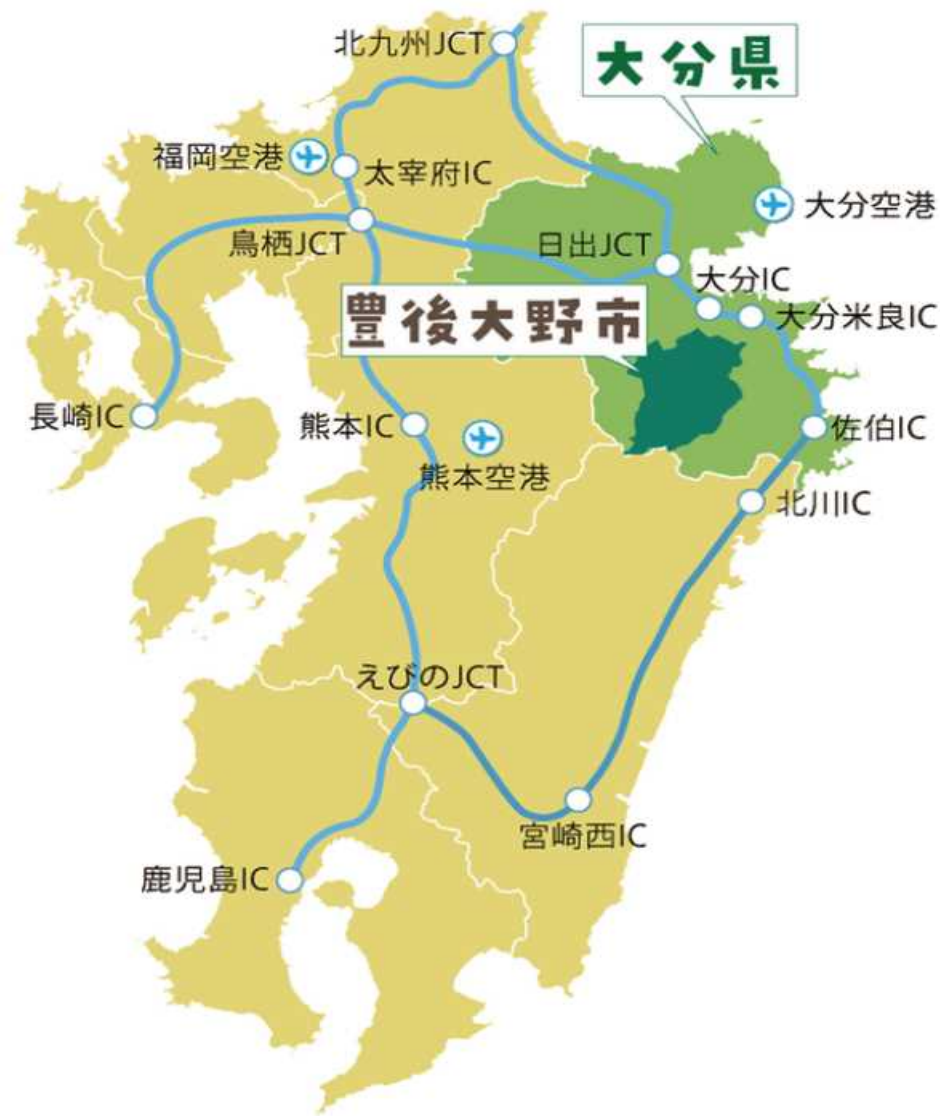 北九州JCT
大分県
福岡空港
太宰府IC
大分空港
鳥栖JCT
日出JCT
大分IC
豊後大野市
大分米良IC
長崎IC
熊本IC
佐伯IC
熊本空港
北川IC
えびのJCT
宮崎西IC
鹿児島IC